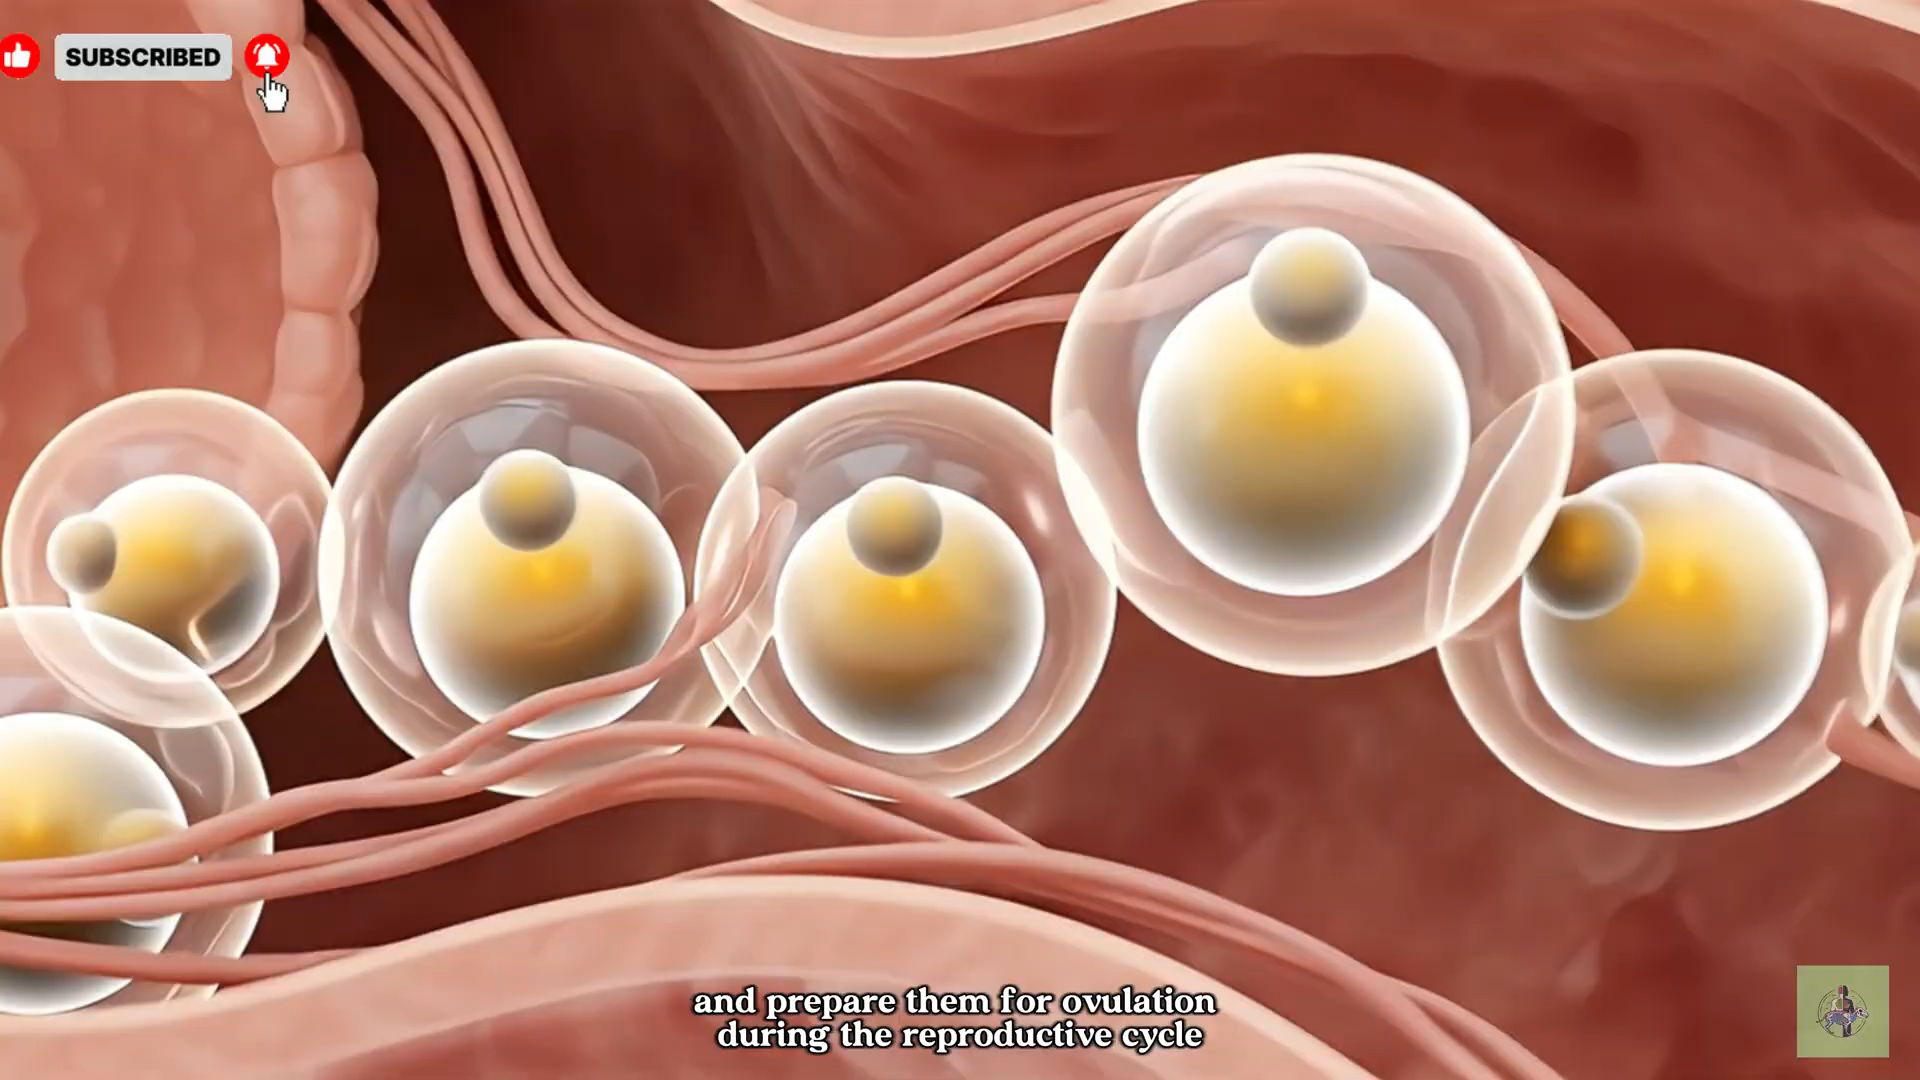 SUBSCRIBED
and prepare them for ovulation
during the reproductive cycle